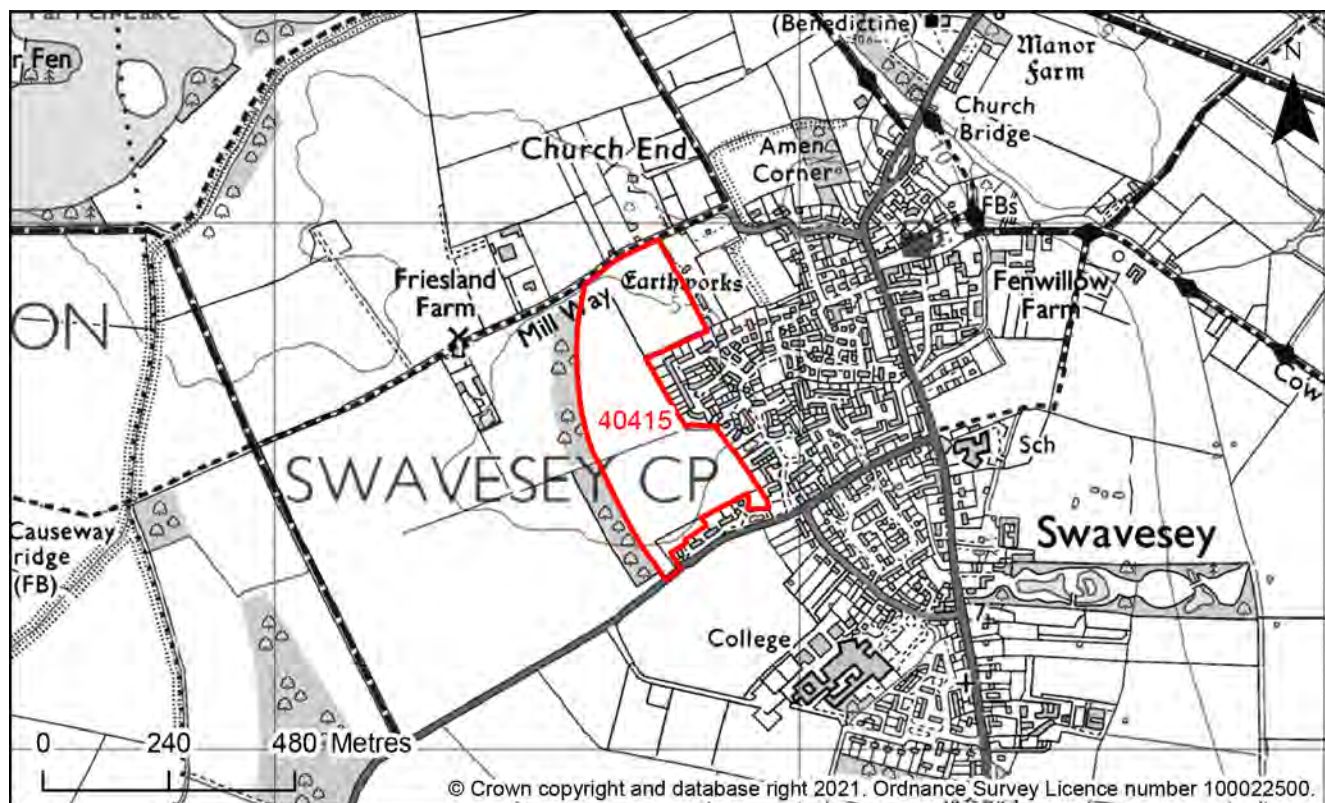 (Benedictine)
Manor
Farm
N
r Fen
Church
Bridge
Church End
Amen
Corner
FBs
Friesland
Farm
Earthworks
5
Fenwillow
Farm
Mill Way
ON
Cow
40415
Sch
SWAVESEY CP
Causeway
ridge
(FB)
Swavesey
7
College
0 240 480 Metres
© Crown copyright and database right 2021. Ordnance Survey Licence number 100022500.